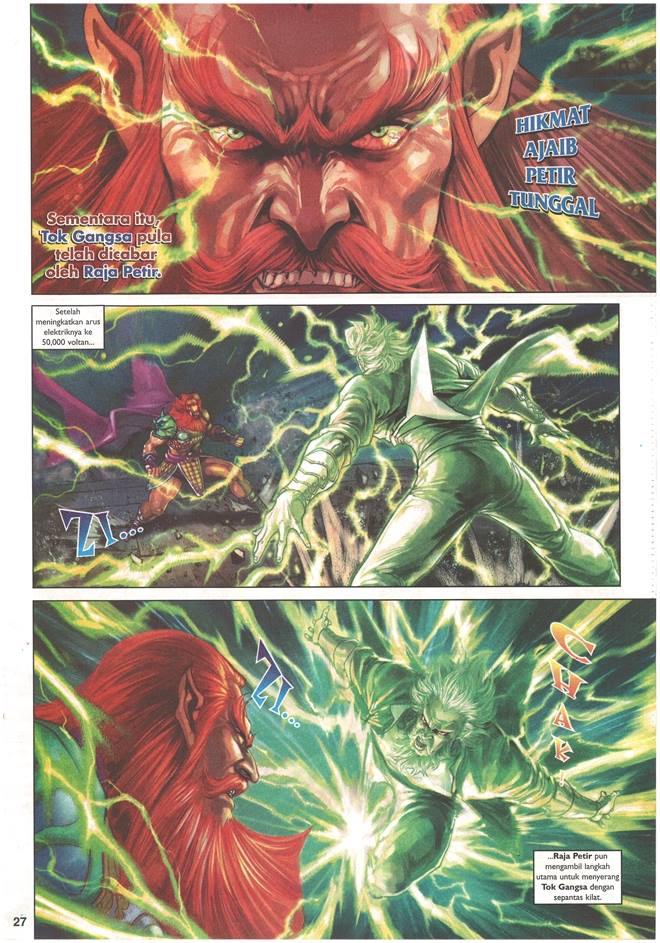 HIKMAT
AJAIB
PETIR
TUNGGAL
Sementara itu,
Tok Gangsa pula
telah dicabar
oleh Raja Petir.
Setelah
meningkatkan arus
elektriknya ke
50,000 voltan...
ZI...
ZI...
CHAK!
...Raja Petir pun
mengambil langkah
utama untuk menyerang
Tok Gangsa dengan
sepantas kilat.
27